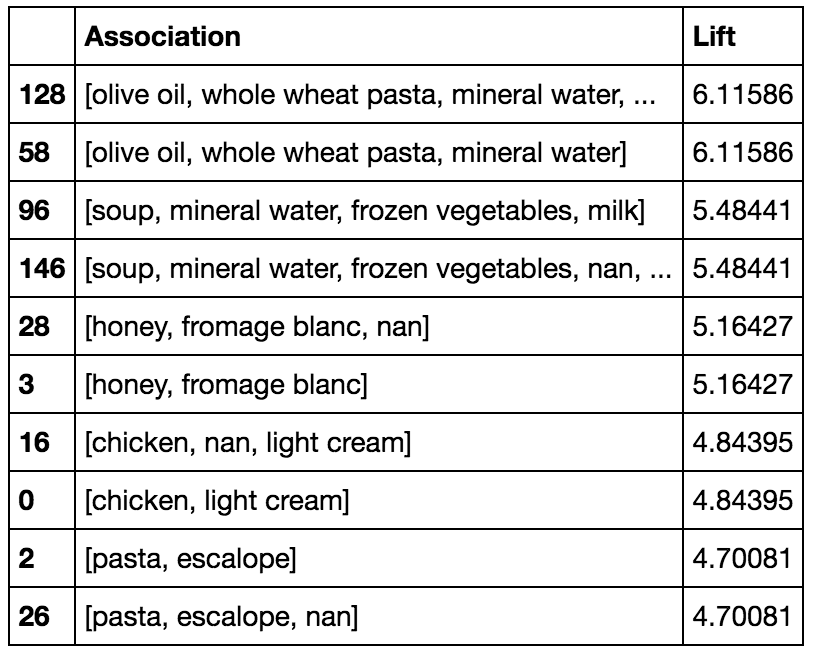 Association Lift
128 [olive oil, whole wheat pasta, mineral water, ... 6.11586
58 [olive oil, whole wheat pasta, mineral water] 6.11586
96 [soup, mineral water, frozen vegetables, milk] 5.48441
146 [soup, mineral water, frozen vegetables, nan, ... 5.48441
28 [honey, fromage blanc, nan] 5.16427
3 [honey, fromage blanc] 5.16427
16 [chicken, nan, light cream] 4.84395
0 [chicken, light cream] 4.84395
2 [pasta, escalope] 4.70081
26 [pasta, escalope, nan] 4.70081